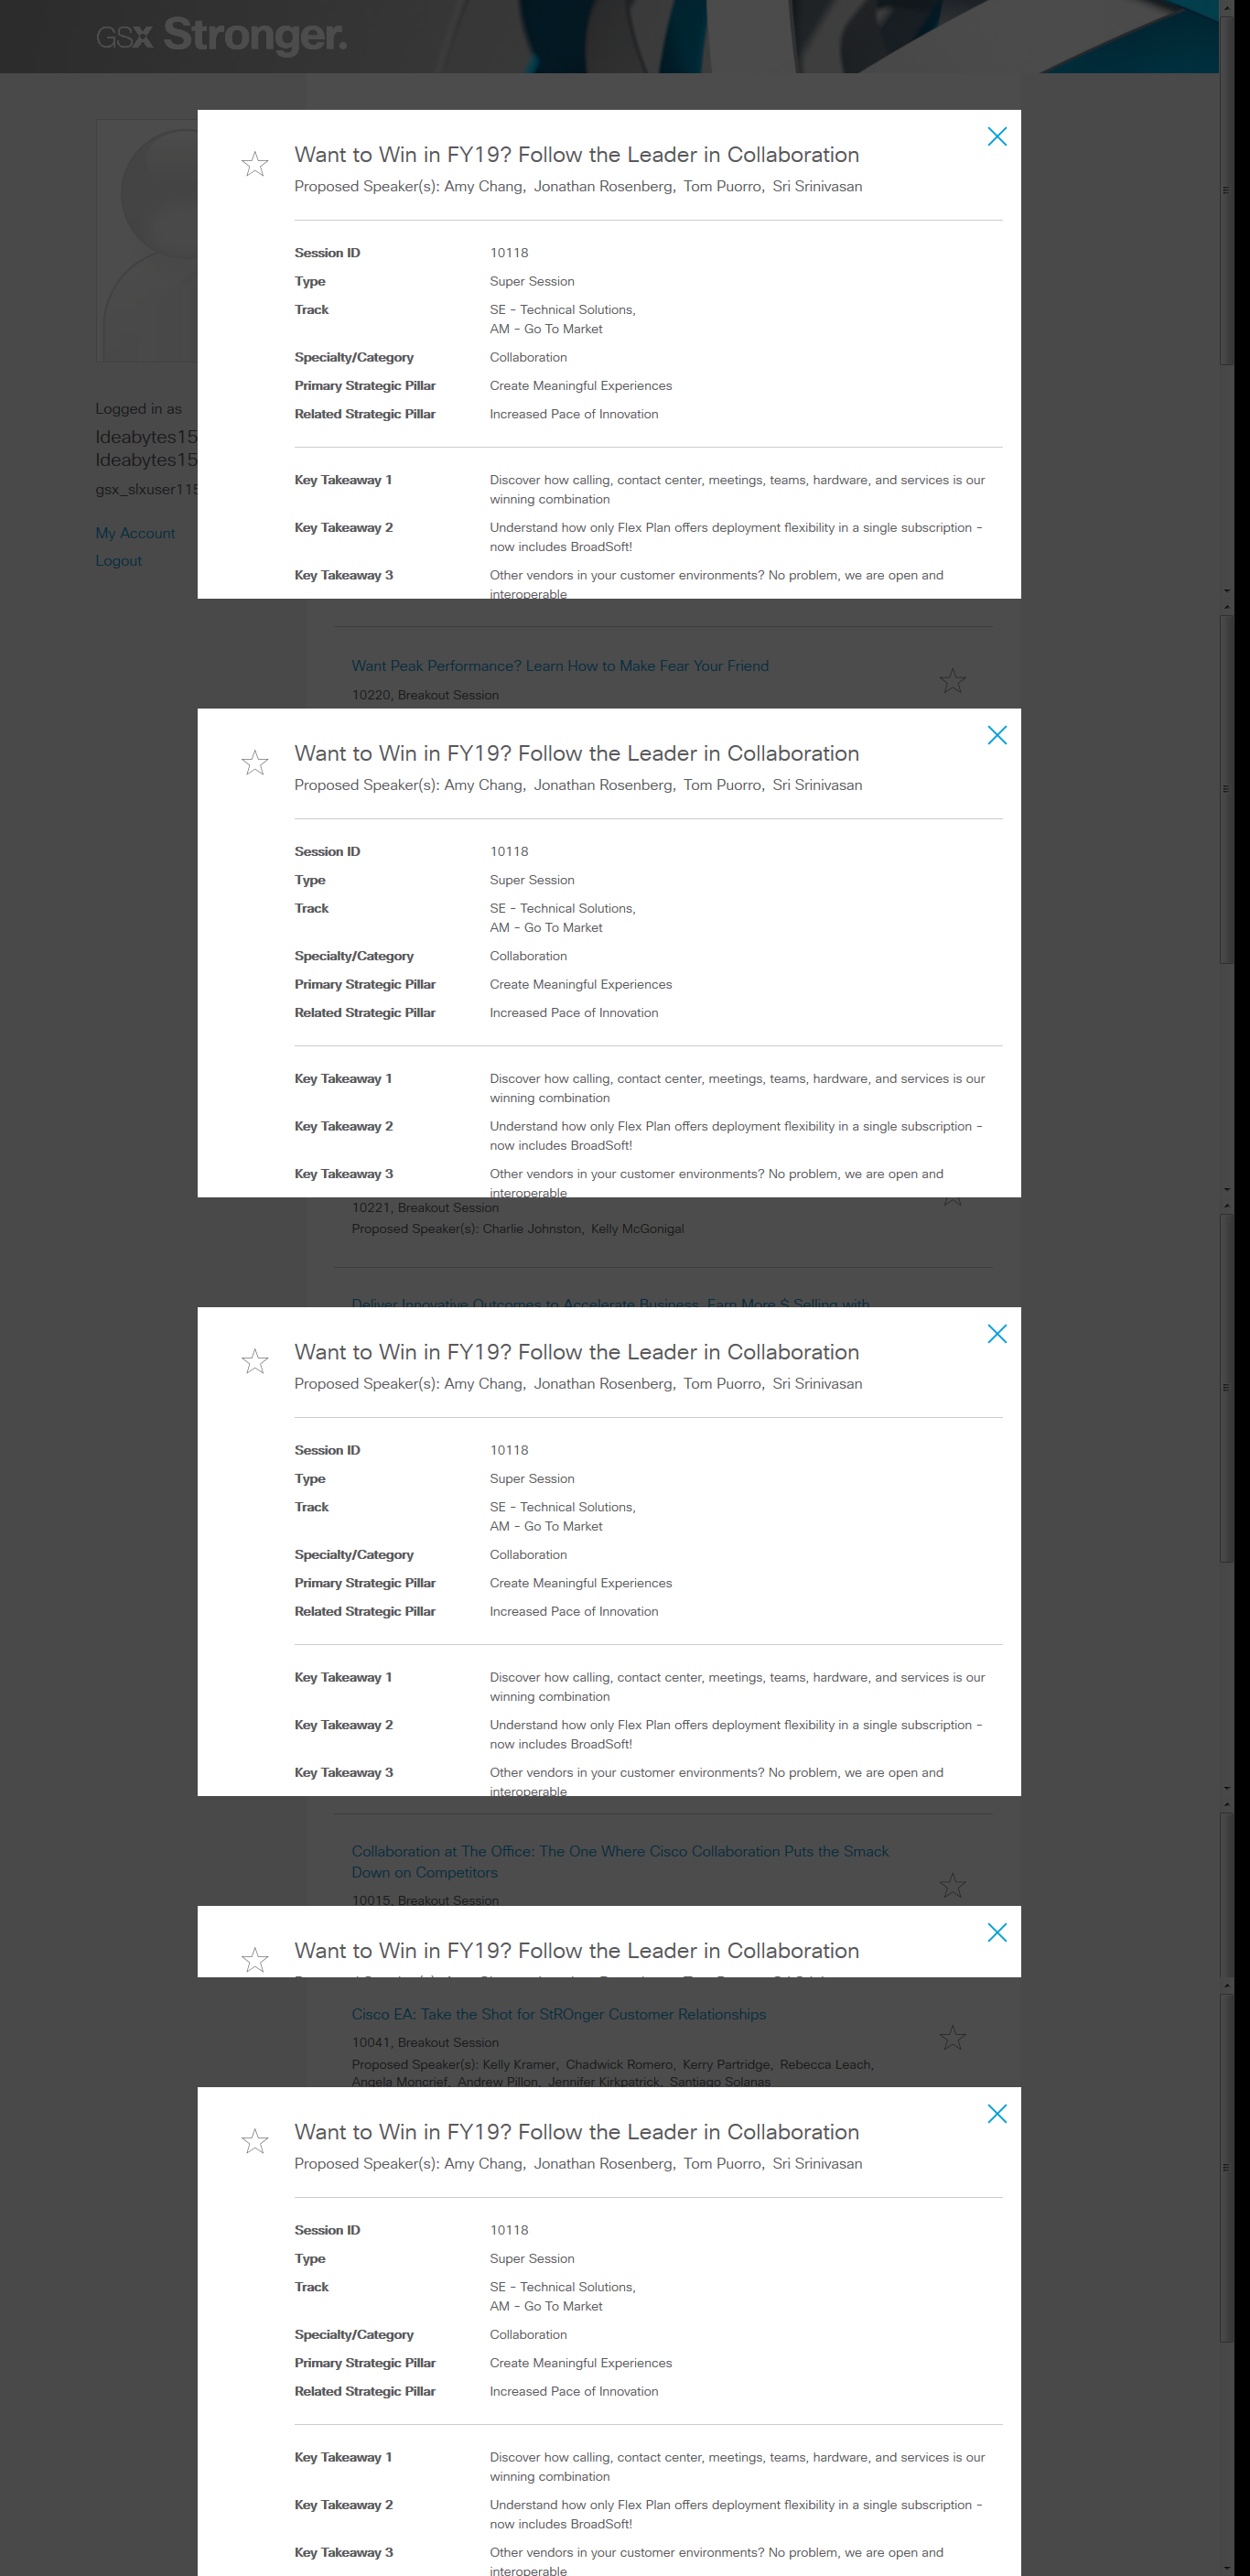 GSX Stronger.
Want to Win in FY19? Follow the Leader in Collaboration
Proposed Speaker(s): Amy Chang, Jonathan Rosenberg, Tom Puorro, Sri Srinivasan
Session ID 10118
Type Super Session
Track SE - Technical Solutions,
AM - Go To Market
Specialty/Category Collaboration
Primary Strategic Pillar Create Meaningful Experiences
Related Strategic Pillar Increased Pace of Innovation
Logged in as
Ideabytes15
Ideabytes15
gsx_slxuser115
My Account
Logout
Key Takeaway 1 Discover how calling, contact center, meetings, teams, hardware, and services is our
winning combination
Key Takeaway 2 Understand how only Flex Plan offers deployment flexibility in a single subscription -
now includes BroadSoft!
Key Takeaway 3 Other vendors in your customer environments? No problem, we are open and
interoperable
Want Peak Performance? Learn How to Make Fear Your Friend
10220, Breakout Session
Want to Win in FY19? Follow the Leader in Collaboration
Proposed Speaker(s): Amy Chang, Jonathan Rosenberg, Tom Puorro, Sri Srinivasan
Session ID 10118
Type Super Session
Track SE - Technical Solutions,
AM - Go To Market
Specialty/Category Collaboration
Primary Strategic Pillar Create Meaningful Experiences
Related Strategic Pillar Increased Pace of Innovation
Key Takeaway 1 Discover how calling, contact center, meetings, teams, hardware, and services is our
winning combination
Key Takeaway 2 Understand how only Flex Plan offers deployment flexibility in a single subscription -
now includes BroadSoft!
Key Takeaway 3 Other vendors in your customer environments? No problem, we are open and
interoperable
10221, Breakout Session
Proposed Speaker(s): Charlie Johnston, Kelly McGonigal
Deliver Innovative Outcomes to Accelerate Business, Earn More $ Selling with
Want to Win in FY19? Follow the Leader in Collaboration
Proposed Speaker(s): Amy Chang, Jonathan Rosenberg, Tom Puorro, Sri Srinivasan
Session ID 10118
Type Super Session
Track SE - Technical Solutions,
AM - Go To Market
Specialty/Category Collaboration
Primary Strategic Pillar Create Meaningful Experiences
Related Strategic Pillar Increased Pace of Innovation
Key Takeaway 1 Discover how calling, contact center, meetings, teams, hardware, and services is our
winning combination
Key Takeaway 2 Understand how only Flex Plan offers deployment flexibility in a single subscription -
now includes BroadSoft!
Key Takeaway 3 Other vendors in your customer environments? No problem, we are open and
interoperable
Collaboration at The Office: The One Where Cisco Collaboration Puts the Smack
Down on Competitors
10015, Breakout Session
Want to Win in FY19? Follow the Leader in Collaboration
Cisco EA: Take the Shot for StROnger Customer Relationships
10041, Breakout Session
Proposed Speaker(s): Kelly Kramer, Chadwick Romero, Kerry Partridge, Rebecca Leach,
Angela Moncrief, Andrew Pillon, Jennifer Kirkpatrick, Santiago Solanas
Want to Win in FY19? Follow the Leader in Collaboration
Proposed Speaker(s): Amy Chang, Jonathan Rosenberg, Tom Puorro, Sri Srinivasan
Session ID 10118
Type Super Session
Track SE - Technical Solutions,
AM - Go To Market
Specialty/Category Collaboration
Primary Strategic Pillar Create Meaningful Experiences
Related Strategic Pillar Increased Pace of Innovation
Key Takeaway 1 Discover how calling, contact center, meetings, teams, hardware, and services is our
winning combination
Key Takeaway 2 Understand how only Flex Plan offers deployment flexibility in a single subscription -
now includes BroadSoft!
Key Takeaway 3 Other vendors in your customer environments? No problem, we are open and
interoperable